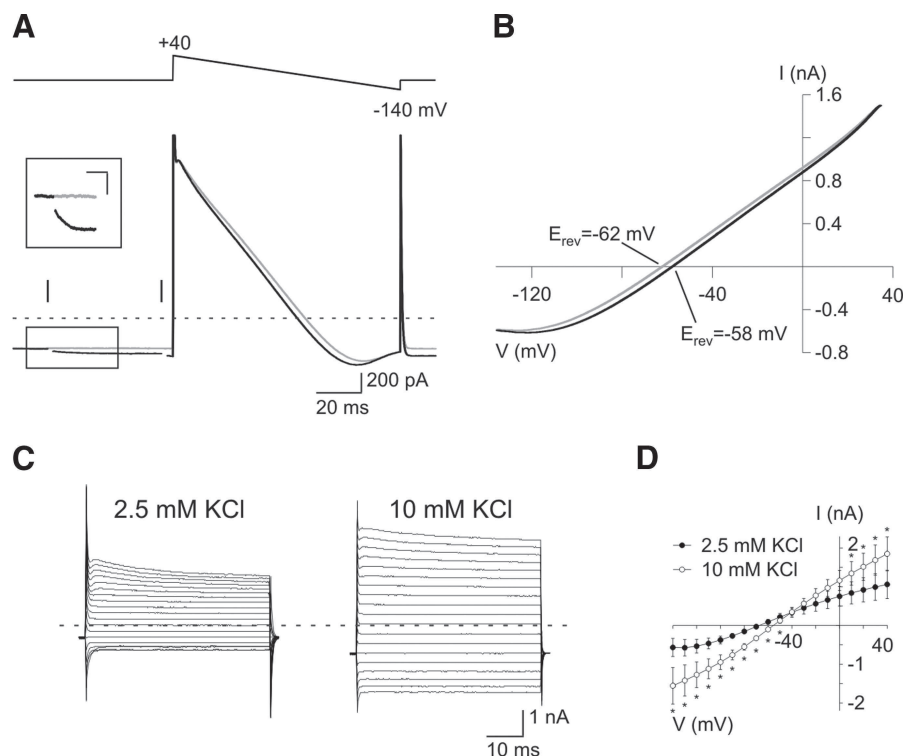 A
+40
-140 mV
200 pA
20 ms
B
I (nA)
1.6
0.8
0.4
Erev=-62 mV
-120
-40
40
-0.4
Erev=-58 mV
V (mV)
-0.8
C
2.5 mM KCl
10 mM KCl
1 nA
10 ms
D
I (nA)
2.5 mM KCl
10 mM KCl
2
* * * *
-40
40
-1
-2
V (mV)